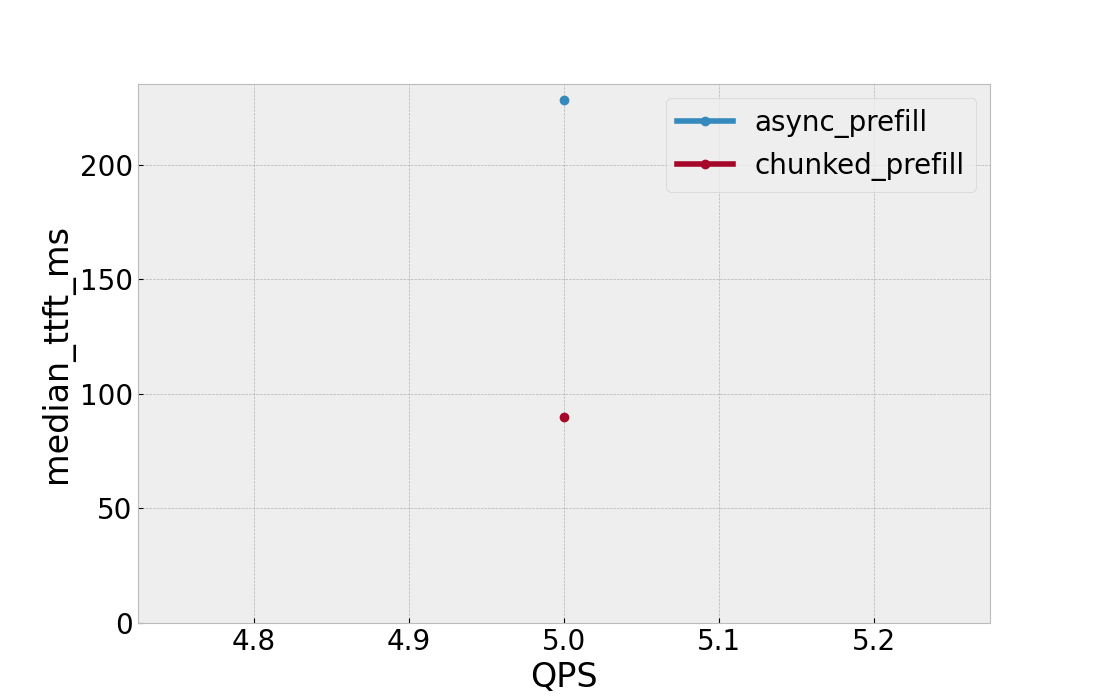 async_prefill
chunked_prefill
median_ttft_ms
200
150
100
50
0
4.8 4.9 5.0 5.1 5.2
QPS